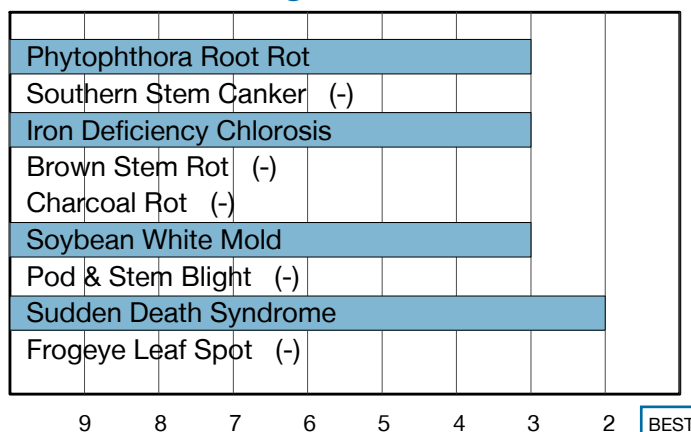 Phytophthora Root Rot
Southern Stem Canker (-)
Iron Deficiency Chlorosis
Brown Stem Rot (-)
Charcoal Rot (-)
Soybean White Mold
Pod & Stem Blight (-)
Sudden Death Syndrome
Frogeye Leaf Spot (-)
9 8 7 6 5 4 3 2 BEST